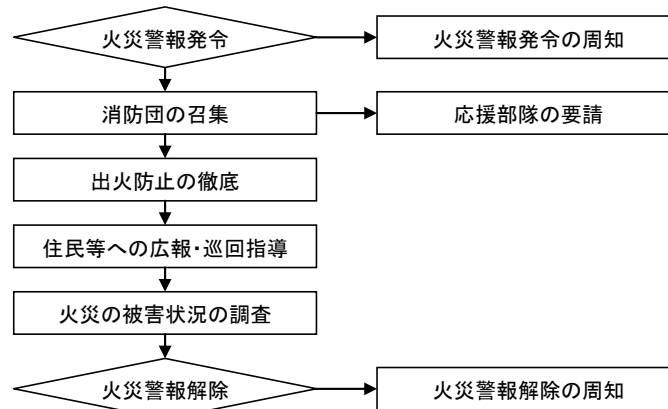 火災警報発令
火災警報発令の周知
消防団の召集
応援部隊の要請
出火防止の徹底
住民等への広報・巡回指導
火災の被害状況の調査
火災警報解除
火災警報解除の周知